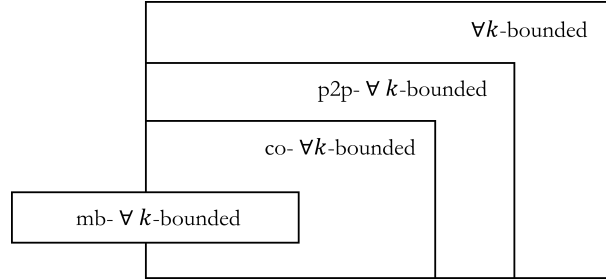 ∀k-bounded
p2p- ∀ k-bounded
co- ∀k-bounded
mb- ∀ k-bounded